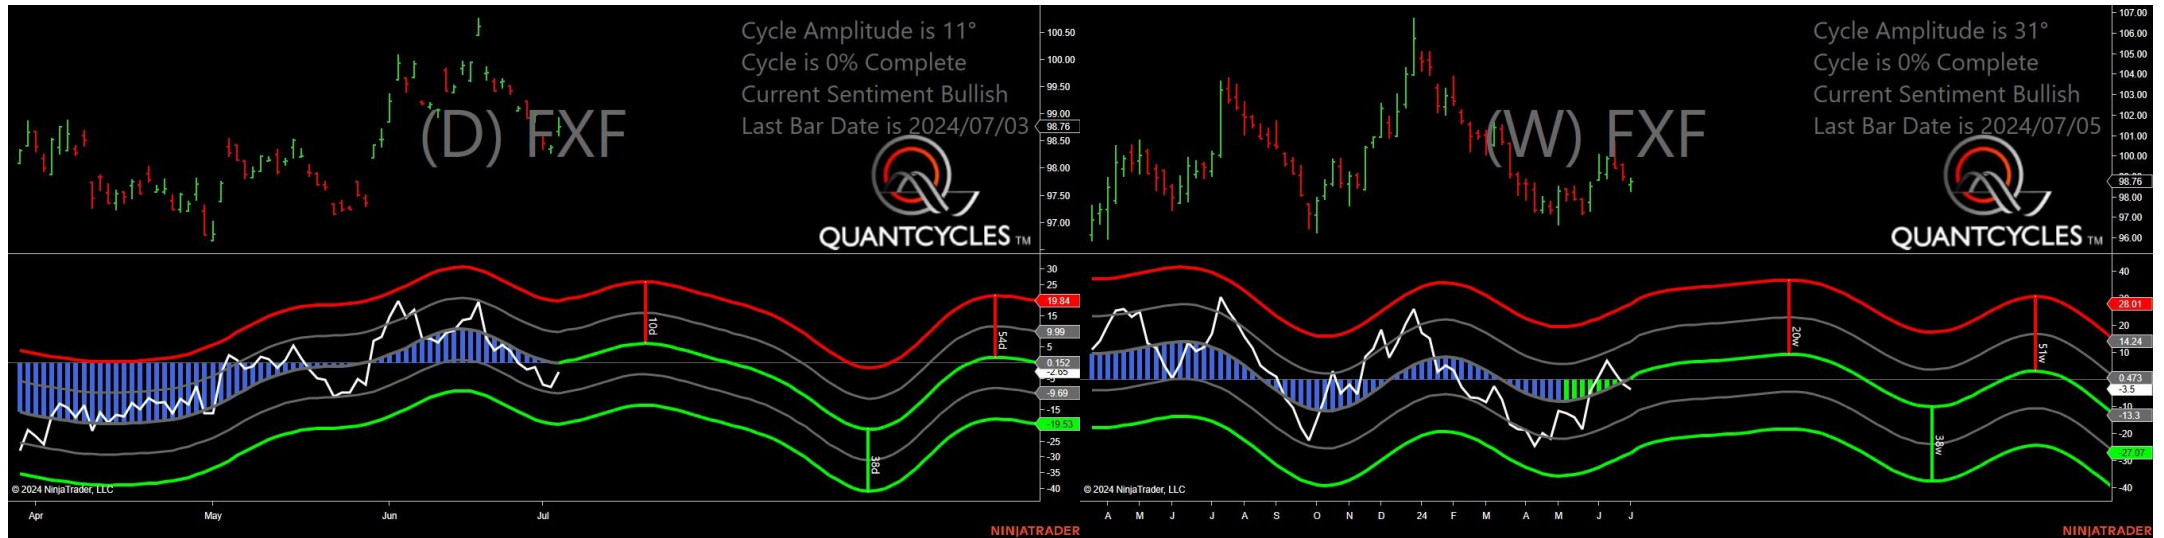 Cycle Amplitude is 11°
Cycle is 0% Complete
Current Sentiment Bullish
Last Bar Date is 2024/07/03
(D) FXF
QUANTCYCLES TM
100.50
100.00
99.50
99.00
98.76
98.50
98.00
97.50
97.00
30
25
19.84
15
9.99
5
0.152
-2.65
-5
-9.69
-15
-19.53
-25
-30
-35
-40
10d
38d
54d
© 2024 NinjaTrader, LLC
Apr May Jun Jul
NINJATRADER
Cycle Amplitude is 31°
Cycle is 0% Complete
Current Sentiment Bullish
Last Bar Date is 2024/07/05
(W) FXF
QUANTCYCLES TM
107.00
106.00
105.00
104.00
103.00
102.00
101.00
100.00
98.76
98.00
97.00
96.00
40
28.01
20
14.24
10
0.473
-3.5
-10
-13.3
-20
-27.07
-30
-40
20w
38w
51w
© 2024 NinjaTrader, LLC
A M J J A S O N D 24 F M A M J J
NINJATRADER